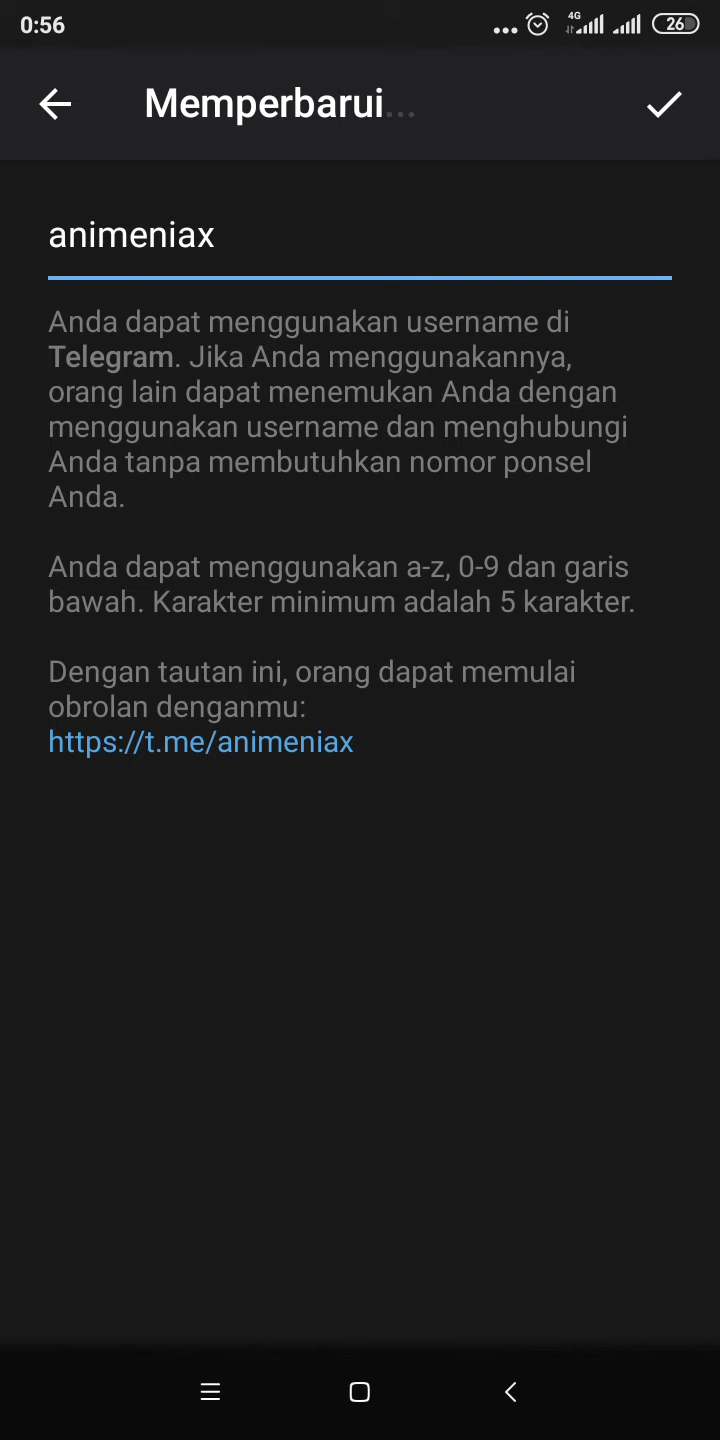 0:56
4G
26
Memperbarui...
animeniax
Anda dapat menggunakan username di
Telegram. Jika Anda menggunakannya,
orang lain dapat menemukan Anda dengan
menggunakan username dan menghubungi
Anda tanpa membutuhkan nomor ponsel
Anda.
Anda dapat menggunakan a-z, 0-9 dan garis
bawah. Karakter minimum adalah 5 karakter.
Dengan tautan ini, orang dapat memulai
obrolan denganmu:
https://t.me/animeniax